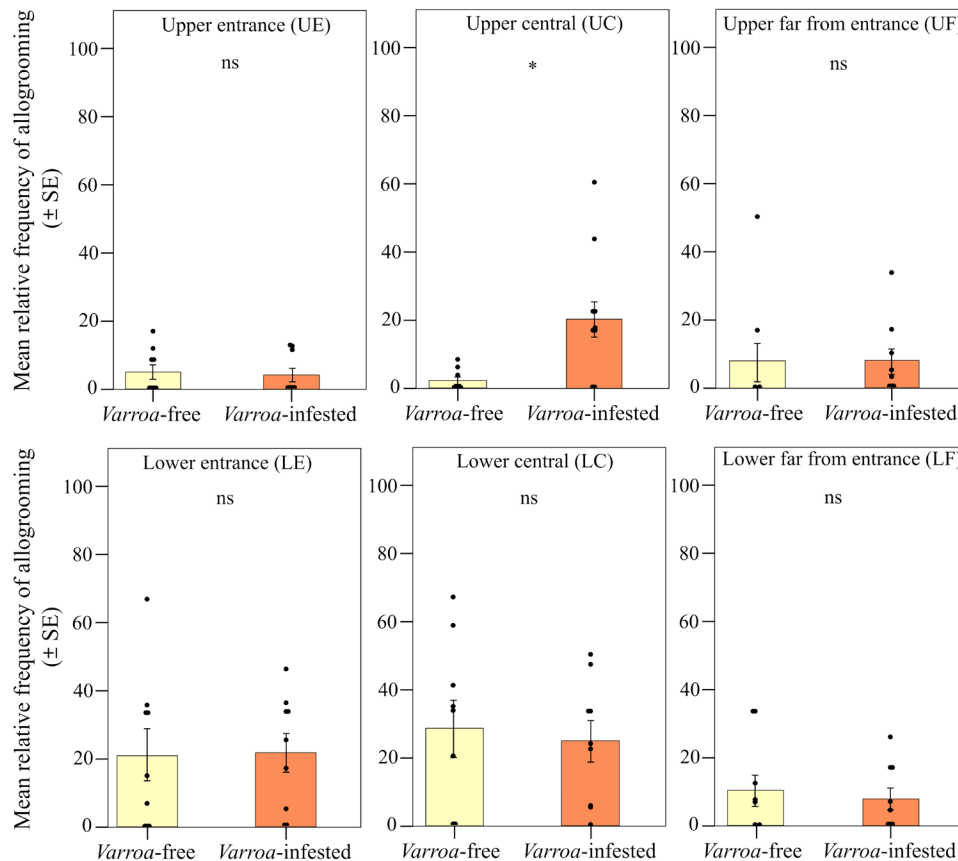 Mean relative frequency of allogrooming
(± SE)
Upper entrance (UE)
ns
100
80
60
40
20
0
Varroa-free Varroa-infested
Upper central (UC)
*
100
80
60
40
20
0
Varroa-free Varroa-infested
Upper far from entrance (UF)
ns
100
80
60
40
20
0
Varroa-free Varroa-infested
Mean relative frequency of allogrooming
(± SE)
Lower entrance (LE)
ns
100
80
60
40
20
0
Varroa-free Varroa-infested
Lower central (LC)
ns
100
80
60
40
20
0
Varroa-free Varroa-infested
Lower far from entrance (LF)
ns
100
80
60
40
20
0
Varroa-free Varroa-infested